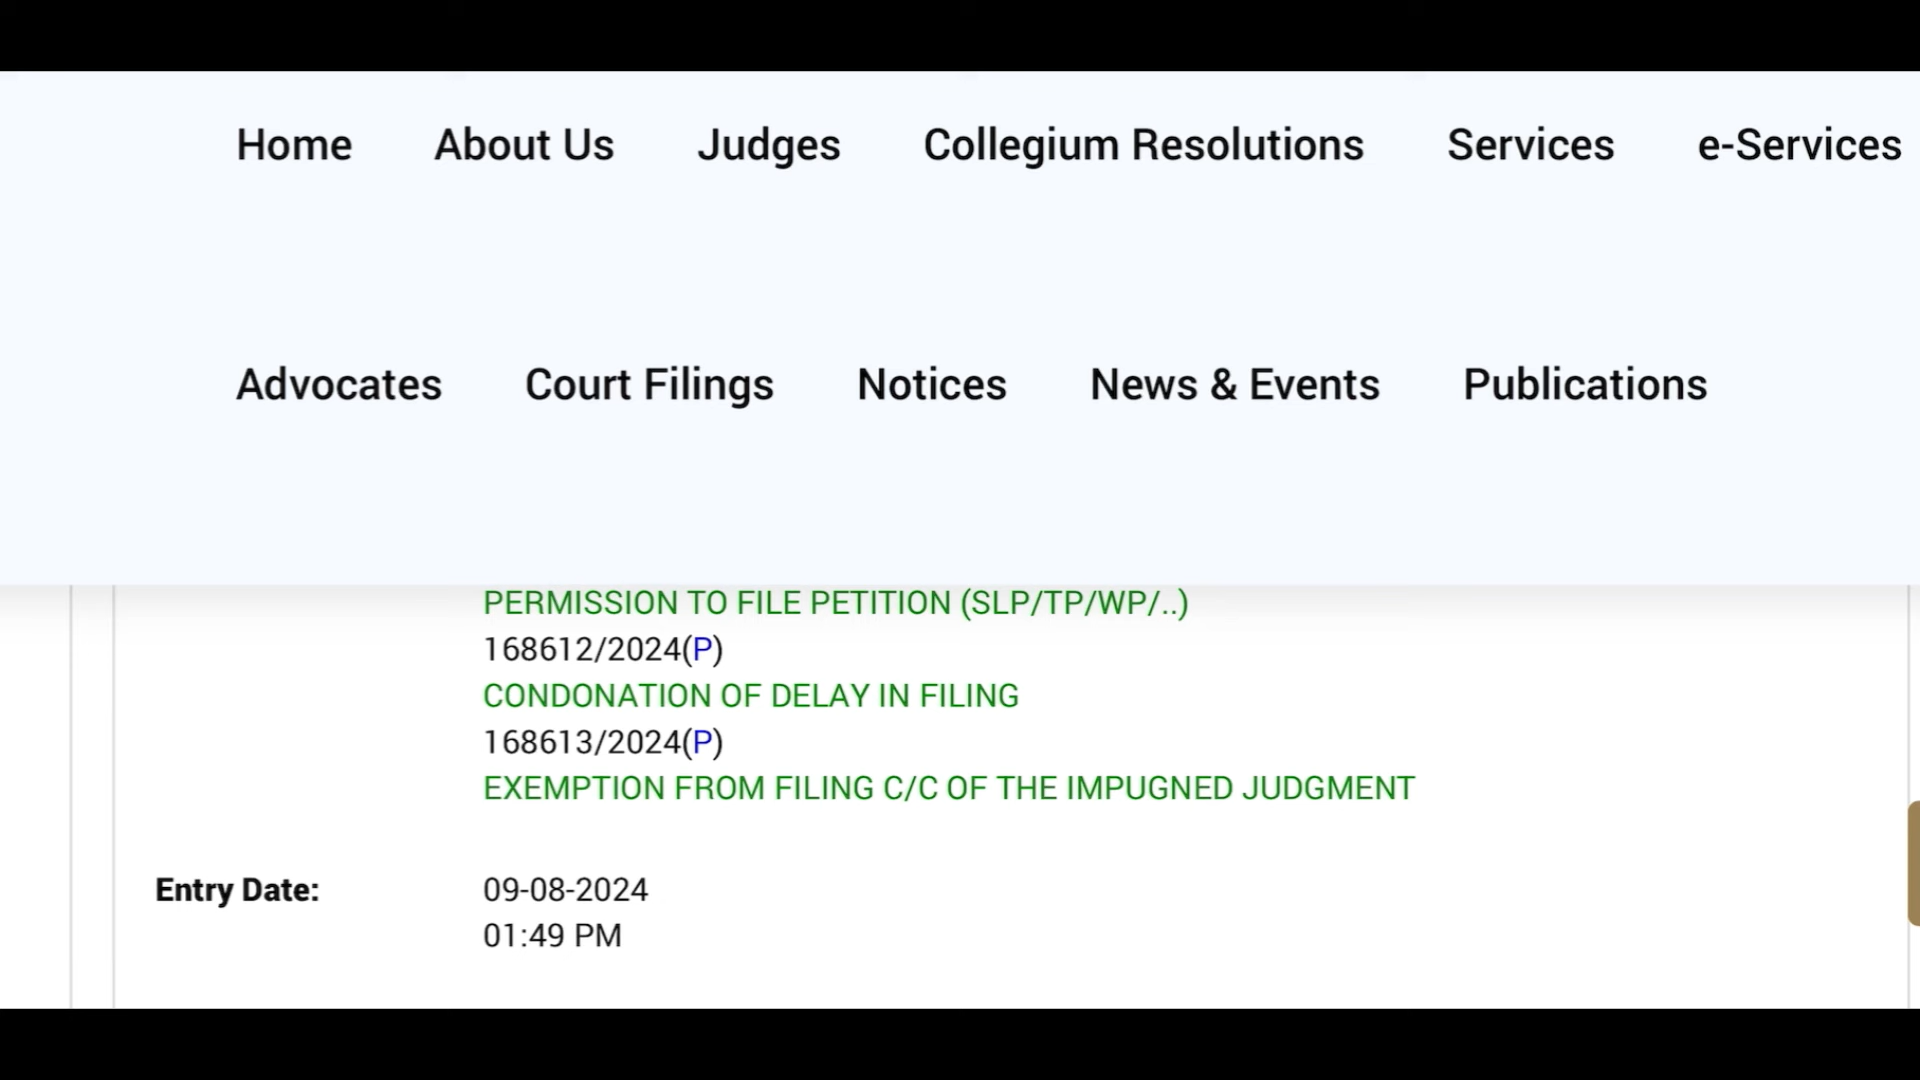 Home About Us Judges Collegium Resolutions Services e-Services
Advocates Court Filings Notices News & Events Publications
PERMISSION TO FILE PETITION (SLP/TP/WP/..)
168612/2024(P)
CONDONATION OF DELAY IN FILING
168613/2024(P)
EXEMPTION FROM FILING C/C OF THE IMPUGNED JUDGMENT
Entry Date: 09-08-2024
01:49 PM